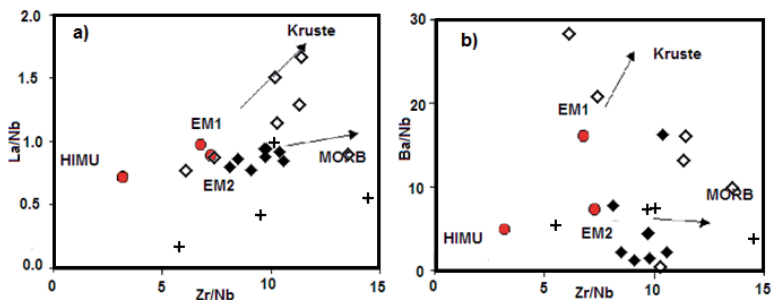 a)
Kruste
EM1
HIMU
EM2
MORB
La/Nb
2.0
1.5
1.0
0.5
0.0
0
5
10
15
Zr/Nb
b)
Kruste
EM1
MORB
HIMU
EM2
Ba/Nb
30
20
10
0
0
5
10
15
Zr/Nb